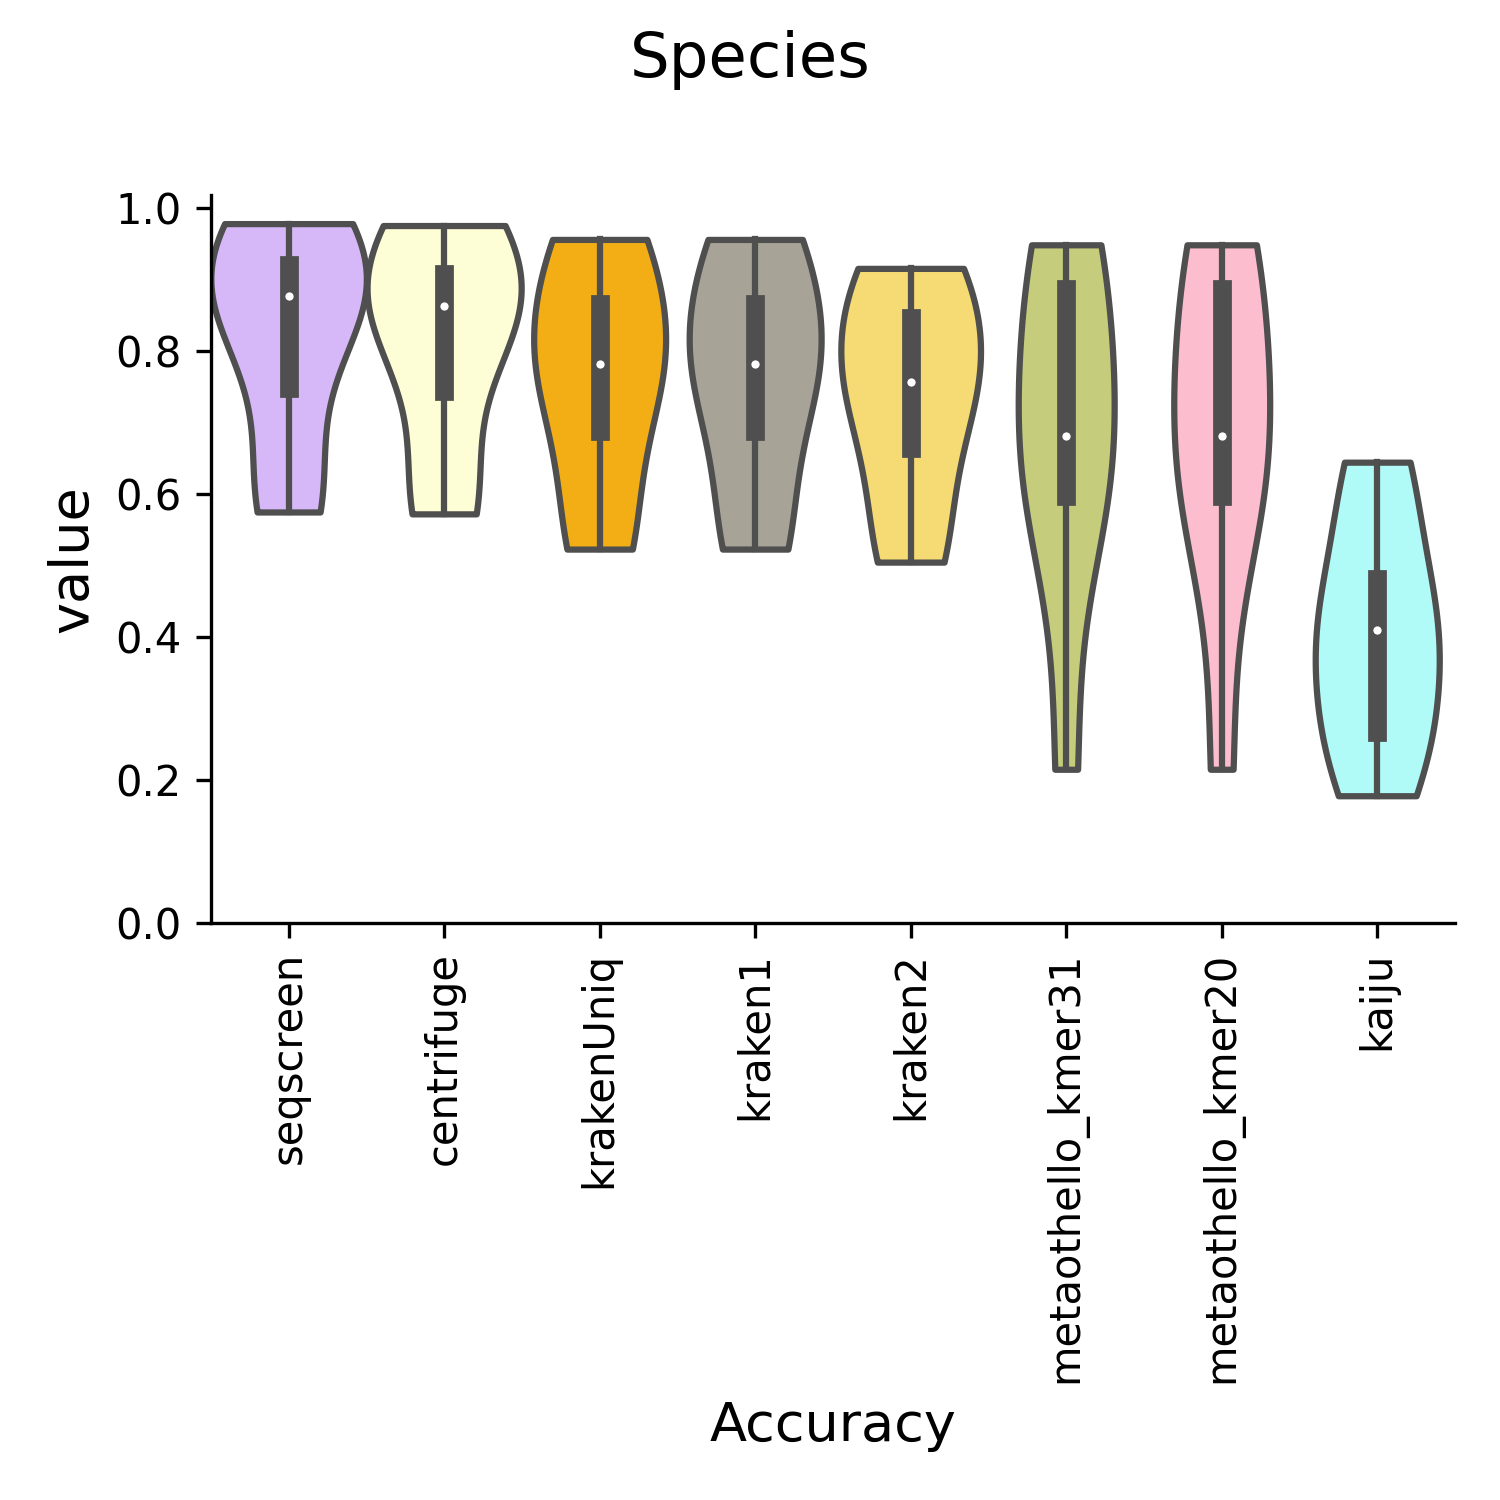 Species
value
1.0
0.8
0.6
0.4
0.2
0.0
seqscreen
centrifuge
krakenUniq
kraken1
kraken2
metaothello_kmer31
metaothello_kmer20
kaiju
Accuracy